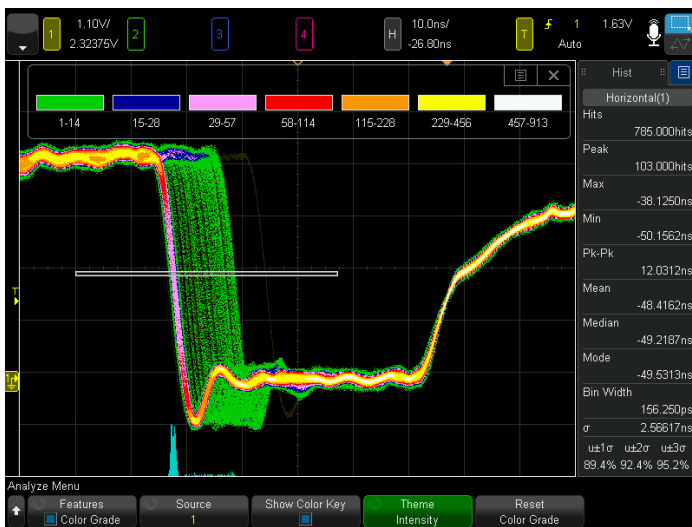 1.10V/
2.32375V
1
2
3
4
H
10.0ns/
-26.80ns
T
1
Auto
1.63V
1-14
15-28
29-57
58-114
115-228
229-456
457-913
Hist
Horizontal(1)
Hits
785.000hits
Peak
103.000hits
Max
-38.1250ns
Min
-50.1562ns
Pk-Pk
12.0312ns
Mean
-48.4162ns
Median
-49.2187ns
Mode
-49.5313ns
Bin Width
156.250ps
σ
2.56617ns
u±1σ u±2σ u±3σ
89.4% 92.4% 95.2%
T
1
Analyze Menu
Features
Color Grade
Source
1
Show Color Key
Theme
Intensity
Reset
Color Grade